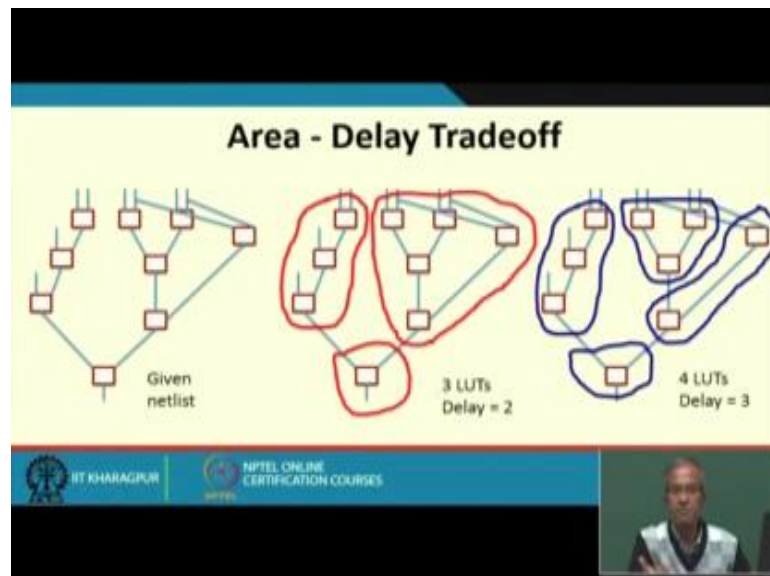 Area - Delay Tradeoff
Given
netlist
3 LUTs
Delay = 2
4 LUTs
Delay = 3
IIT KHARAGPUR
NPTEL
NPTEL ONLINE
CERTIFICATION COURSES